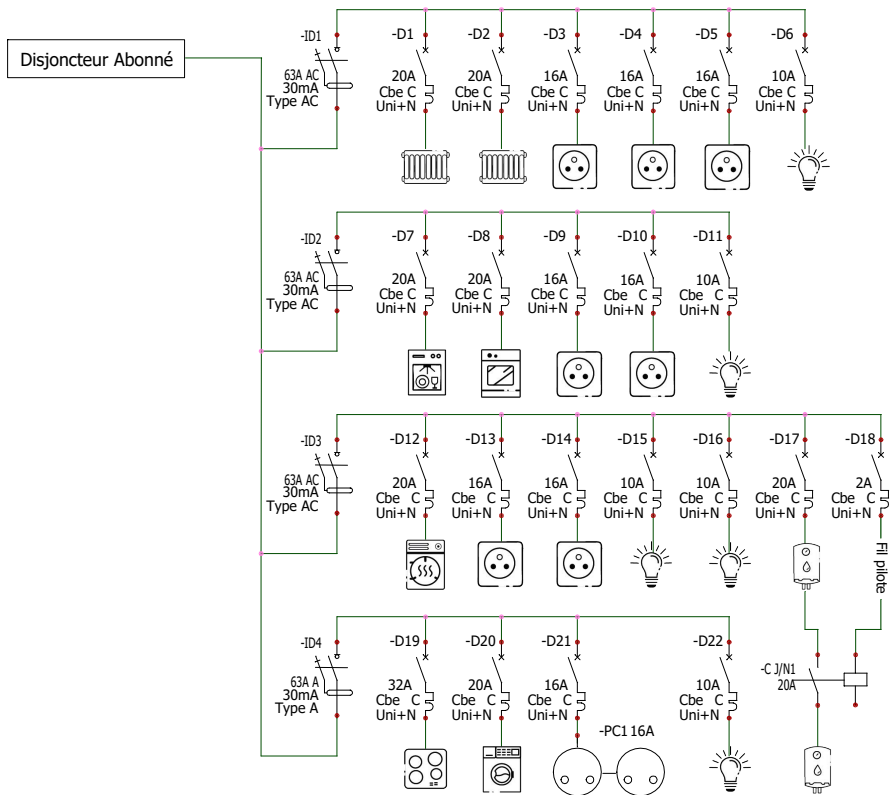 Disjoncteur Abonné
-ID1 -D1 -D2 -D3 -D4 -D5 -D6
63A AC 20A 20A 16A 16A 16A 10A
30mA Cbe C Cbe C Cbe C Cbe C Cbe C Cbe C
Type AC Uni+N Uni+N Uni+N Uni+N Uni+N Uni+N
-ID2 -D7 -D8 -D9 -D10 -D11
63A AC 20A 20A 16A 16A 10A
30mA Cbe C Cbe C Cbe C Cbe C Cbe C
Type AC Uni+N Uni+N Uni+N Uni+N Uni+N
-ID3 -D12 -D13 -D14 -D15 -D16 -D17 -D18
63A AC 20A 16A 16A 10A 10A 20A 2A
30mA Cbe C Cbe C Cbe C Cbe C Cbe C Cbe C Cbe C
Type AC Uni+N Uni+N Uni+N Uni+N Uni+N Uni+N Uni+N
Fil pilote
-ID4 -D19 -D20 -D21 -D22
63A A 32A 20A 16A 10A
30mA Cbe C Cbe C Cbe C Cbe C
Type A Uni+N Uni+N Uni+N Uni+N
-C J/N1
20A
-PC1 16A